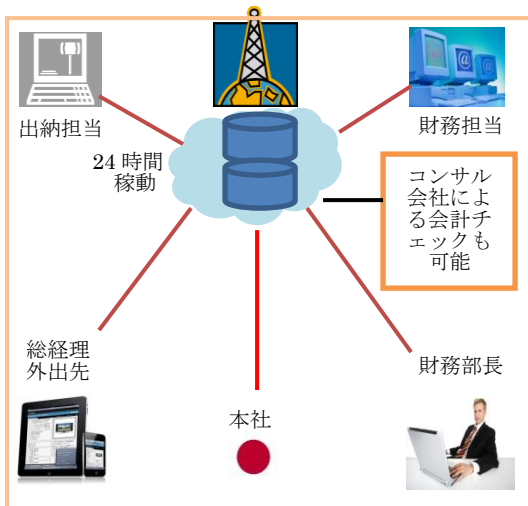 出納担当
財務担当
24 時間
稼動
コンサル
会社によ
る会計チ
ェックも
可能
総経理
外出先
財務部長
本社